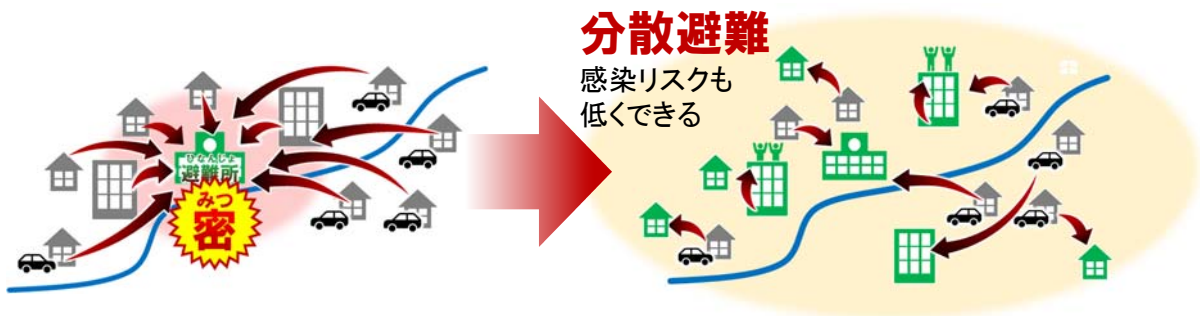 ひなんじょ
避難所
みつ
密
分散避難
感染リスクも
低くできる